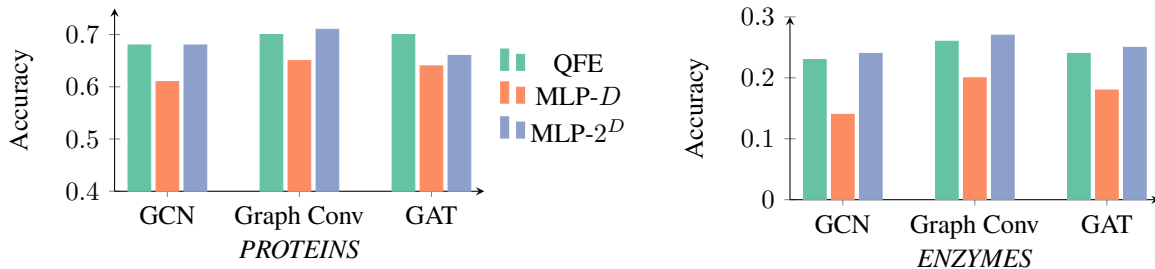 Accuracy
0.7
0.6
0.5
0.4
GCN Graph Conv GAT
PROTEINS
QFE
MLP-D
MLP-2^D
Accuracy
0.3
0.2
0.1
0
GCN Graph Conv GAT
ENZYMES